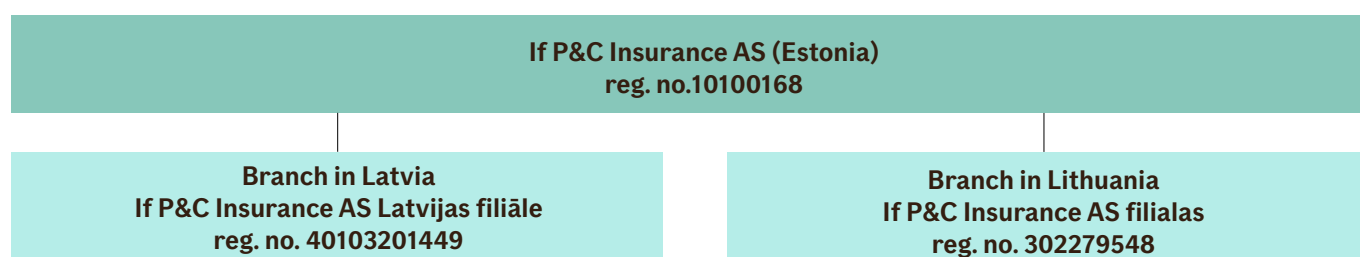 If P&C Insurance AS (Estonia)
reg. no.10100168
Branch in Latvia
If P&C Insurance AS Latvijas filiāle
reg. no. 40103201449
Branch in Lithuania
If P&C Insurance AS filialas
reg. no. 302279548